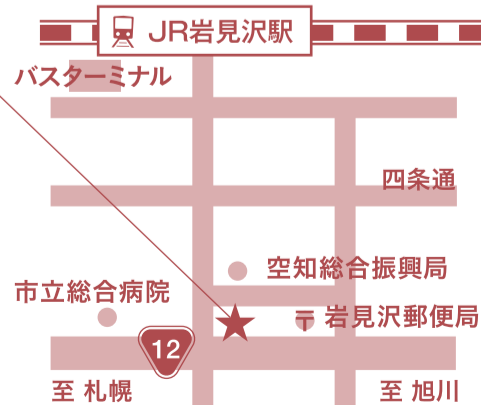 JR岩見沢駅
バスターミナル
四条通
空知総合振興局
市立総合病院
〒 岩見沢郵便局
12
至 札幌
至 旭川